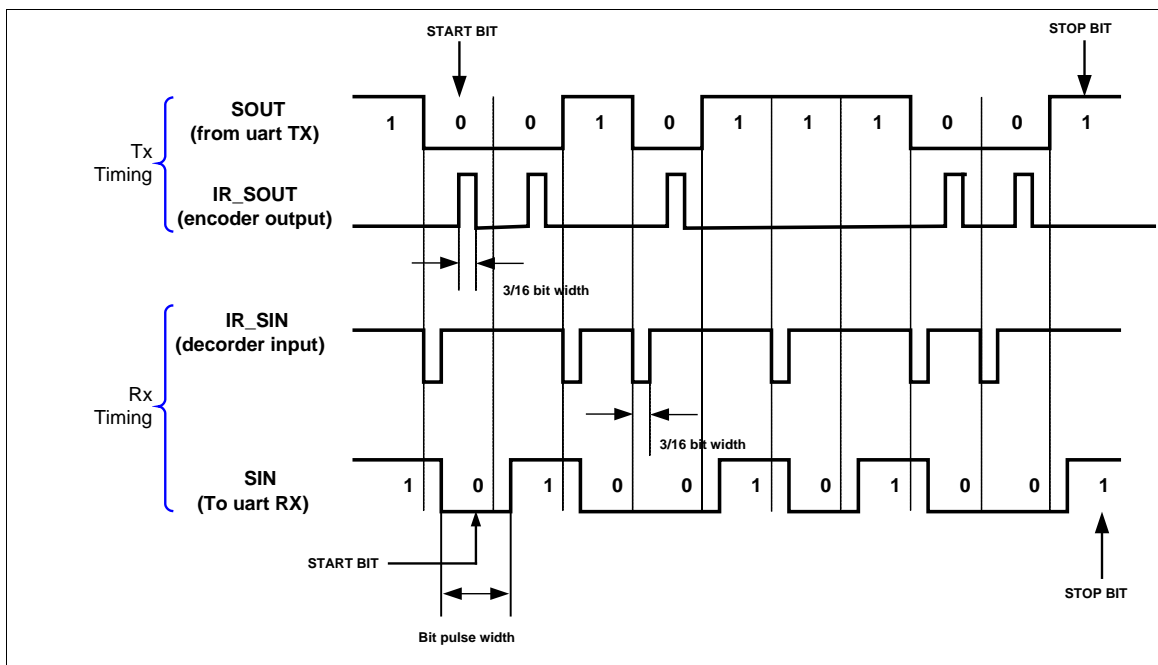 START BIT
STOP BIT
SOUT
(from uart TX)
1 0 0 1 0 1 1 1 0 0 1
Tx
Timing
IR_SOUT
(encoder output)
3/16 bit width
IR_SIN
(decorder input)
Rx
Timing
3/16 bit width
SIN
(To uart RX)
1 0 1 0 0 1 0 1 0 0 1
START BIT
STOP BIT
Bit pulse width